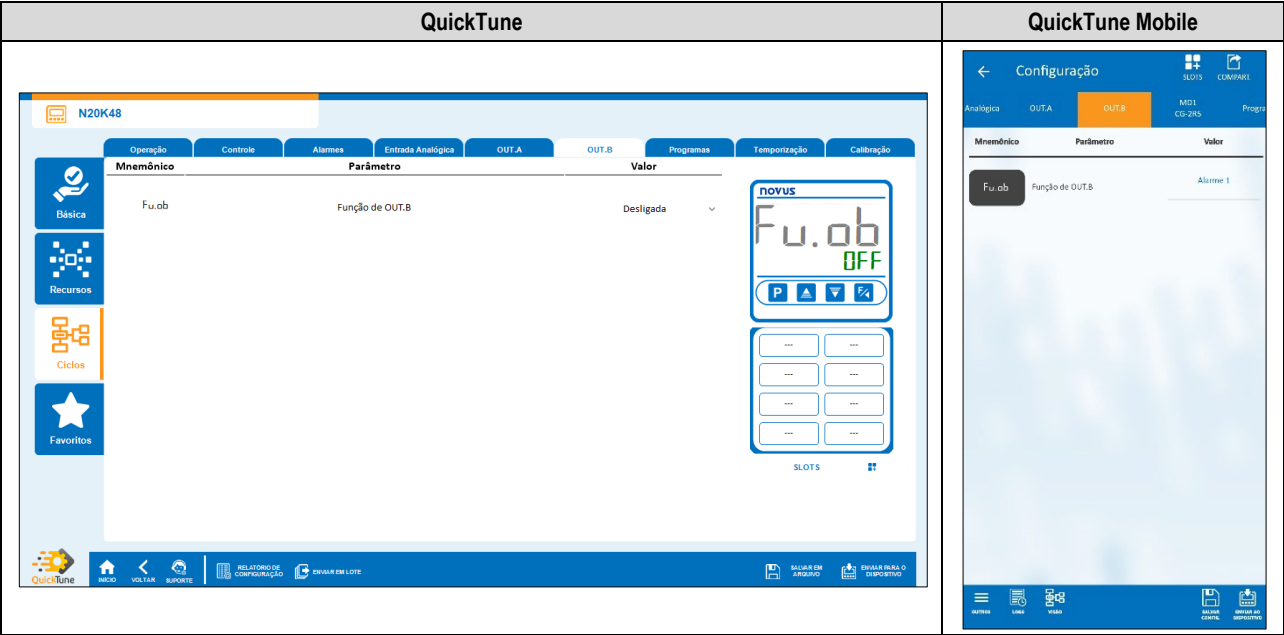 QuickTune
QuickTune Mobile
N20K48
Operação Controle Alarmes Entrada Analógica OUT.A OUT.B Programas Temporização Calibração
Mnemônico Parâmetro Valor
Fu.ob Função de OUT.B Desligada
Básica
Recursos
Ciclos
Favoritos
novus
Fu.ob
OFF
P F/
--- ---
--- ---
--- ---
--- ---
SLOTS
QuickTune
INÍCIO VOLTAR SUPORTE
RELATÓRIO DE
CONFIGURAÇÃO
ENVIAR EM LOTE
SALVAR EM
ARQUIVO
ENVIAR PARA O
DISPOSITIVO
Configuração
SLOTS COMPART.
Analógica OUT.A OUT.B
MD1
CG-2R5
Progra
Mnemônico Parâmetro Valor
Fu.ob Função de OUT.B Alarme 1
OUTROS LOGS VISÃO
SALVAR
CONFIG.
ENVIAR AO
DISPOSITIVO